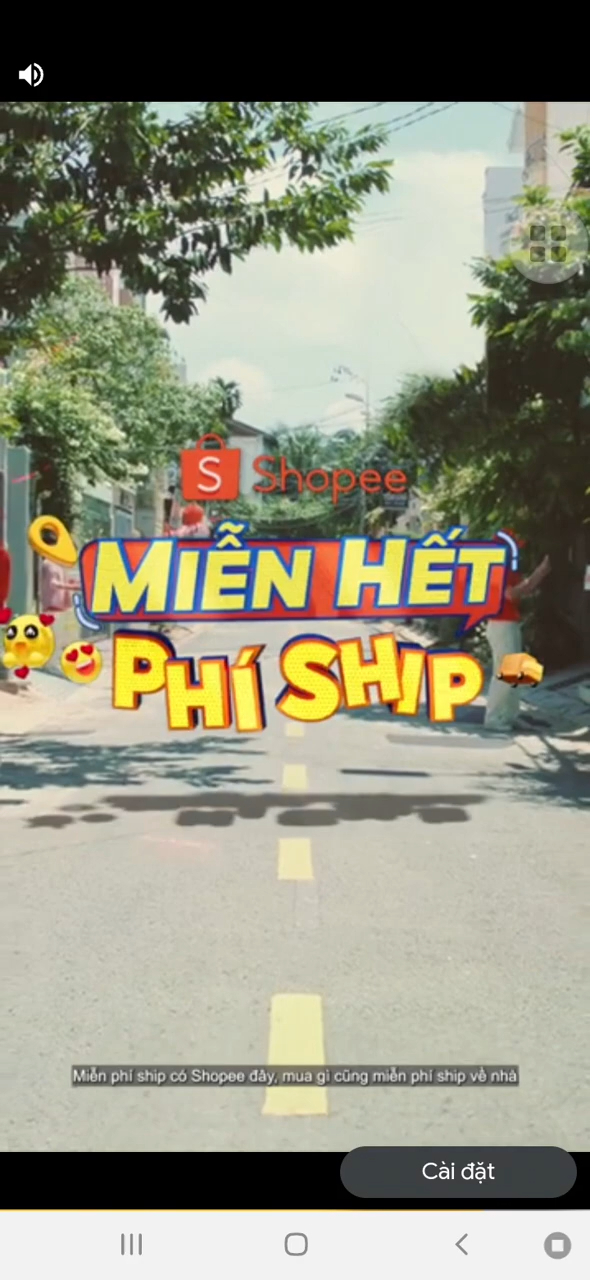 Shopee
MIỄN HẾT
PHÍ SHIP
Miễn phí ship có Shopee đây, mua gì cũng miễn phí ship về nhà
Cài đặt